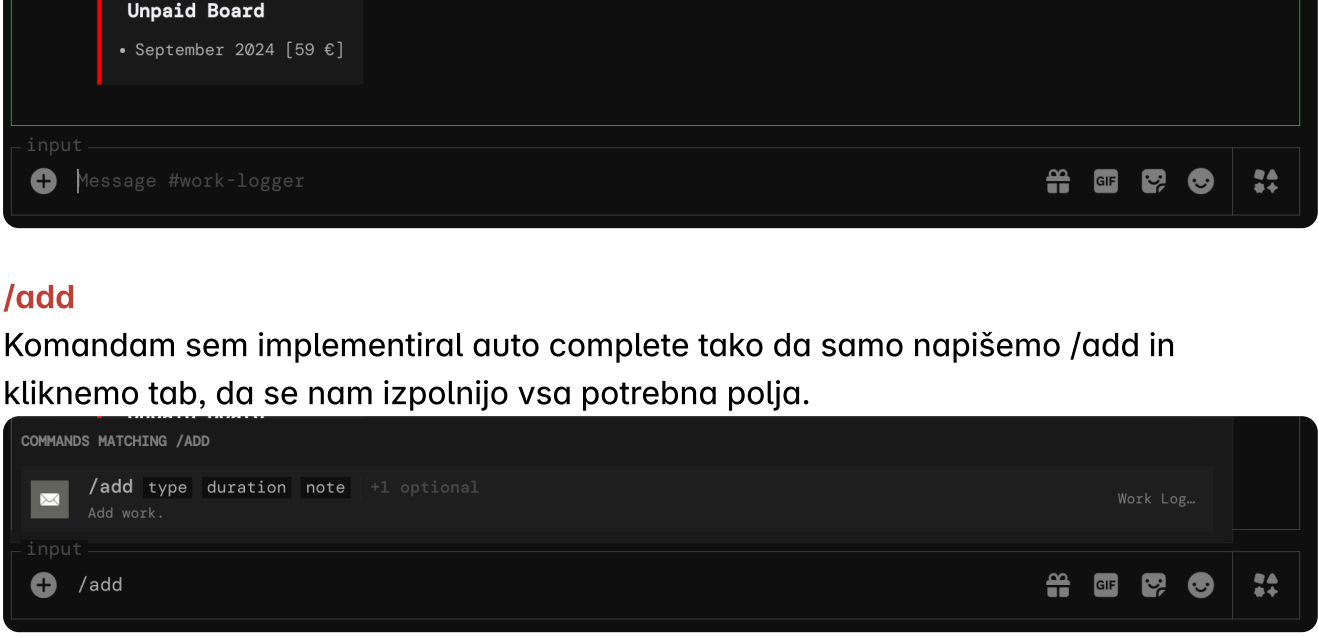 Unpaid Board
• September 2024 [59 €]
input
Message #work-logger
GIF
/add
Komandam sem implementiral auto complete tako da samo napišemo /add in
kliknemo tab, da se nam izpolnijo vsa potrebna polja.
COMMANDS MATCHING /ADD
/add type duration note +1 optional
Add work.
Work Log…
input
/add
GIF